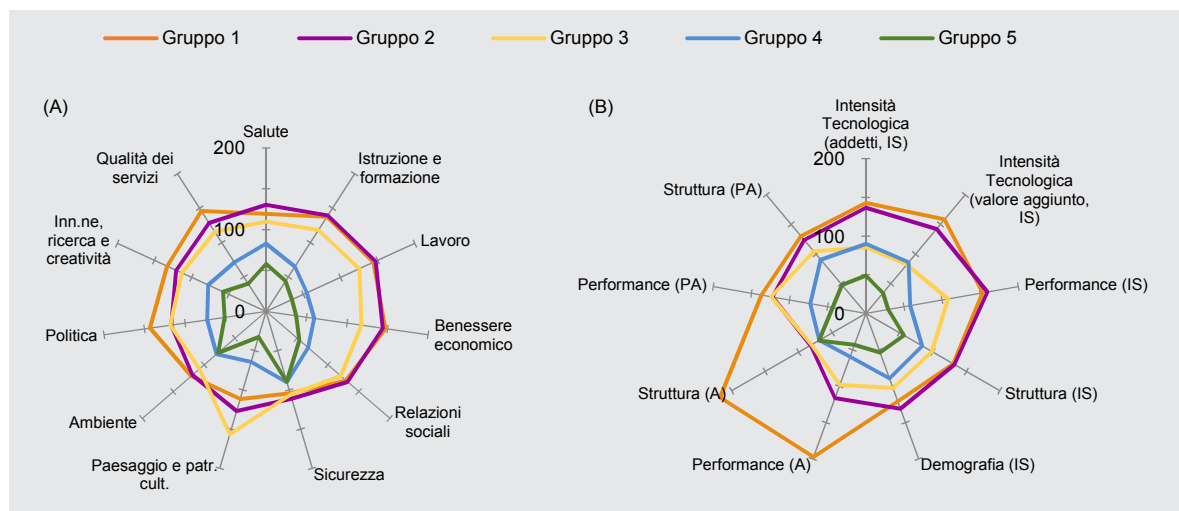 Gruppo 1
Gruppo 2
Gruppo 3
Gruppo 4
Gruppo 5
(A)
Salute
200
100
0
Istruzione e
formazione
Lavoro
Benessere
economico
Relazioni
sociali
Sicurezza
Paesaggio e patr.
cult.
Ambiente
Politica
Inn.ne,
ricerca e
creatività
Qualità dei
servizi
(B)
Intensità
Tecnologica
(addetti, IS)
200
100
0
Intensità
Tecnologica
(valore aggiunto,
IS)
Performance (IS)
Struttura (IS)
Demografia (IS)
Performance (A)
Struttura (A)
Performance (PA)
Struttura (PA)